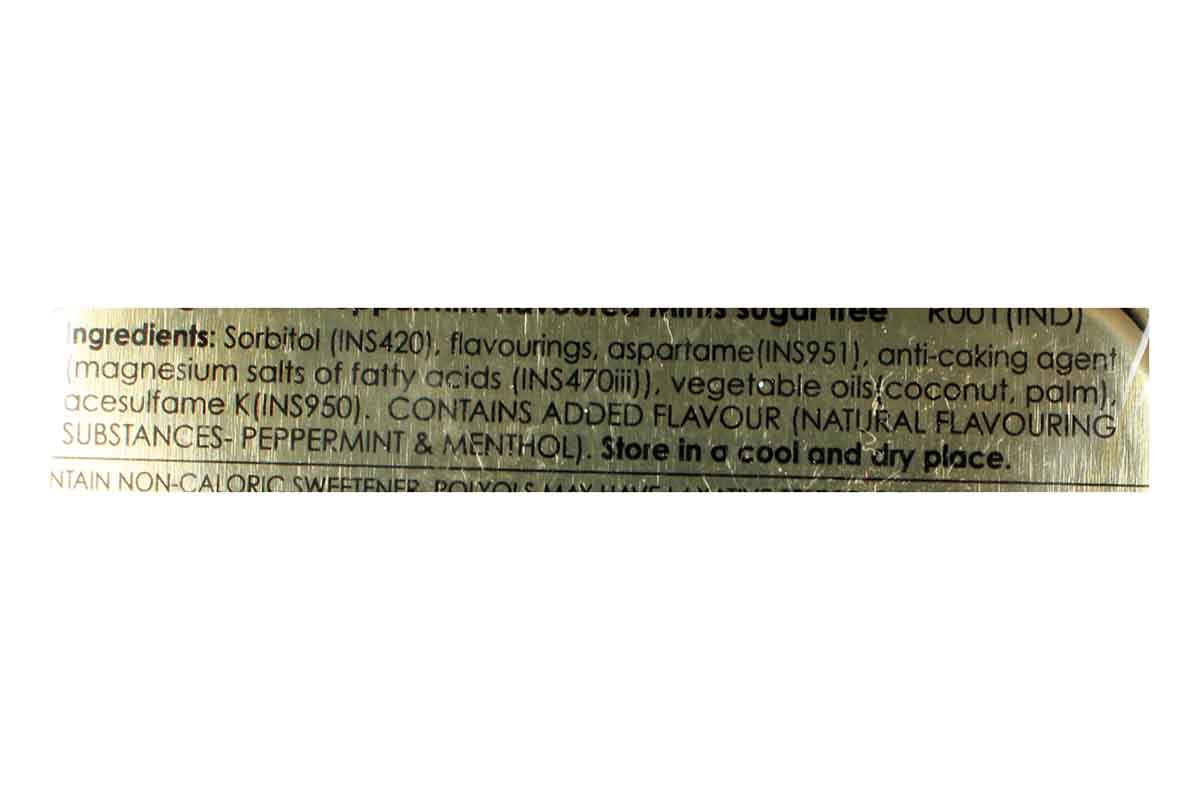 flavoured Mints sugar free R001(IND)
Ingredients: Sorbitol (INS420), flavourings, aspartame(INS951), anti-caking agent
(magnesium salts of fatty acids (INS470iii)), vegetable oils(coconut, palm),
acesulfame K(INS950). CONTAINS ADDED FLAVOUR (NATURAL FLAVOURING
SUBSTANCES- PEPPERMINT & MENTHOL). Store in a cool and dry place.
NTAIN NON-CALORIC SWEETENER. POLYOLS MAY HAVE LAXATIVE